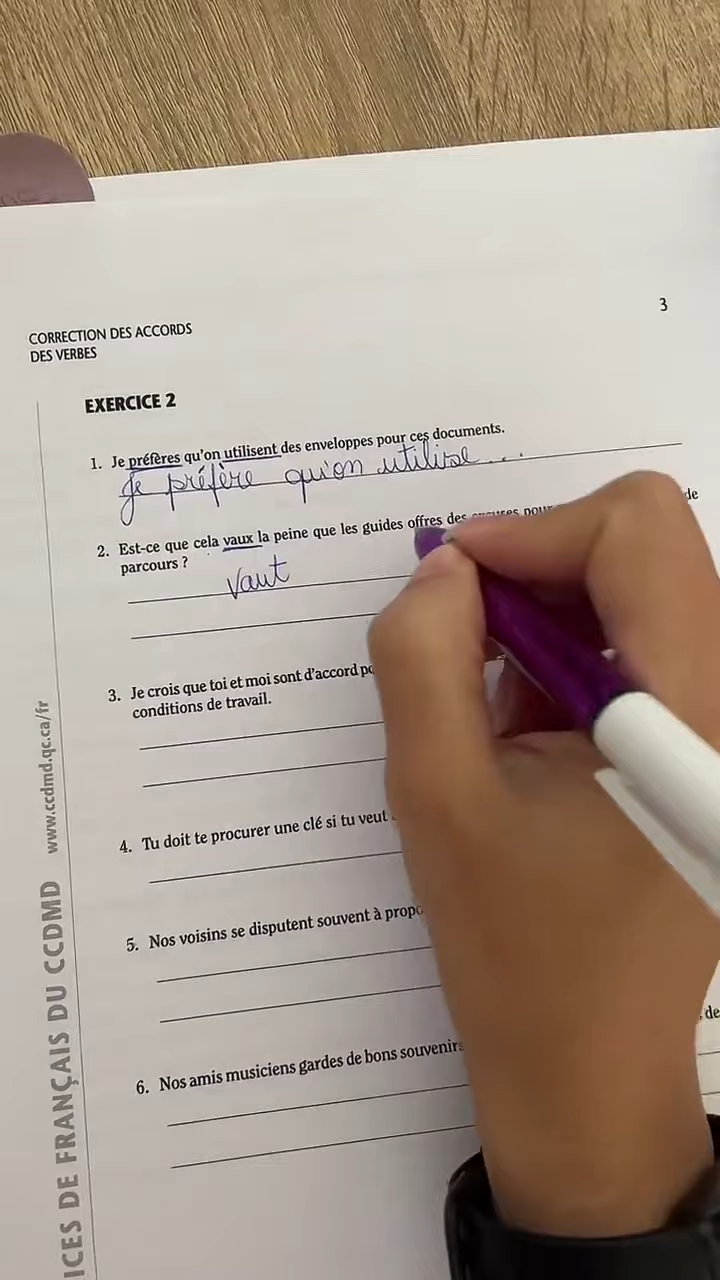 3
CORRECTION DES ACCORDS
DES VERBES
EXERCICE 2
1. Je préfères qu'on utilisent des enveloppes pour ces documents.
Je préfère qu'on utilise...
2. Est-ce que cela vaux la peine que les guides offres des pour de
parcours ?
vaut
3. Je crois que toi et moi sont d'accord
conditions de travail.
4. Tu doit te procurer une clé si tu veut
5. Nos voisins se disputent souvent à
6. Nos amis musiciens gardes de bons souvenirs
, de
www.ccdmd.qc.ca/fr
ICES DE FRANÇAIS DU CCDMD